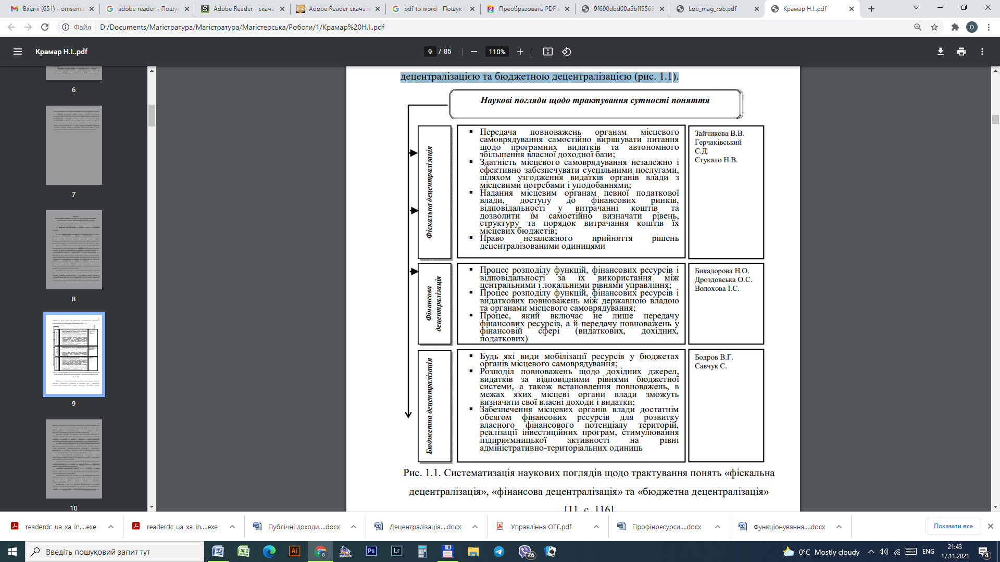 Вхідні (651) - omseme
adobe reader - Пошук
Adobe Reader - скача
Adobe Reader скачать
pdf to word - Пошук
Преобразовать PDF в
9f690dbd00a5bff5568
Lob_mag_rob.pdf
Крамар Н.І..pdf
Файл | D:/Documents/Магістратура/Магістратура/Магістерська/Роботи/1/Крамар%20Н.І..pdf
О
Крамар Н.І..pdf
9 / 85
110%
6
7
8
9
10
децентралізацією та бюджетною децентралізацією (рис. 1.1).
Наукові погляди щодо трактування сутності поняття
Фіскальна децентралізація
▪ Передача повноважень органам місцевого
самоврядування самостійно вирішувати питання
щодо програмних видатків та автономного
збільшення власної доходної бази;
▪ Здатність місцевого самоврядування незалежно і
ефективно забезпечувати суспільними послугами,
шляхом узгодження видатків органів влади з
місцевими потребами і уподобаннями;
▪ Надання місцевим органам певної податкової
влади, доступу до фінансових ринків,
відповідальності у витрачанні коштів та
дозволити їм самостійно визначати рівень,
структуру та порядок витрачання коштів їх
місцевих бюджетів;
▪ Право незалежного прийняття рішень
децентралізованими одиницями
Зайчикова В.В.
Герчаківський
С.Д.
Стукало Н.В.
Фінансова
децентралізація
▪ Процес розподілу функцій, фінансових ресурсів і
відповідальності за їх використання між
центральними і локальними рівнями управління;
▪ Процес розподілу функцій, фінансових ресурсів і
видаткових повноважень між державною владою
та органами місцевого самоврядування;
▪ Процес, який включає не лише передачу
фінансових ресурсів, а й передачу повноважень у
фінансовій сфері (видаткових, дохідних,
податкових)
Бикадорова Н.О.
Дроздовська О.С.
Волохова І.С.
Бюджетна децентралізація
▪ Будь які види мобілізації ресурсів у бюджетах
органів місцевого самоврядування;
▪ Розподіл повноважень щодо дохідних джерел,
видатків за відповідними рівнями бюджетної
системи, а також встановлення повноважень, в
межах яких місцеві органи влади зможуть
визначати свої власні доходи і видатки;
▪ Забезпечення місцевих органів влади достатнім
обсягом фінансових ресурсів для розвитку
власного фінансового потенціалу територій,
реалізації інвестиційних програм, стимулювання
підприємницької активності на рівні
адміністративно-територіальних одиниць
Бодров В.Г.
Савчук С.
Рис. 1.1. Систематизація наукових поглядів щодо трактування понять «фіскальна
децентралізація», «фінансова децентралізація» та «бюджетна децентралізація»
[11, с. 116]
readerdc_ua_xa_in....exe
readerdc_ua_xa_in....exe
Публічні доходи....docx
Децентралізація....docx
Управління ОТГ.pdf
Профінресурси....docx
Функціонування....docx
Показати все
Введіть пошуковий запит тут
Ai
Ps
Lr
26
0°C Mostly cloudy
ENG
21:43
17.11.2021
4